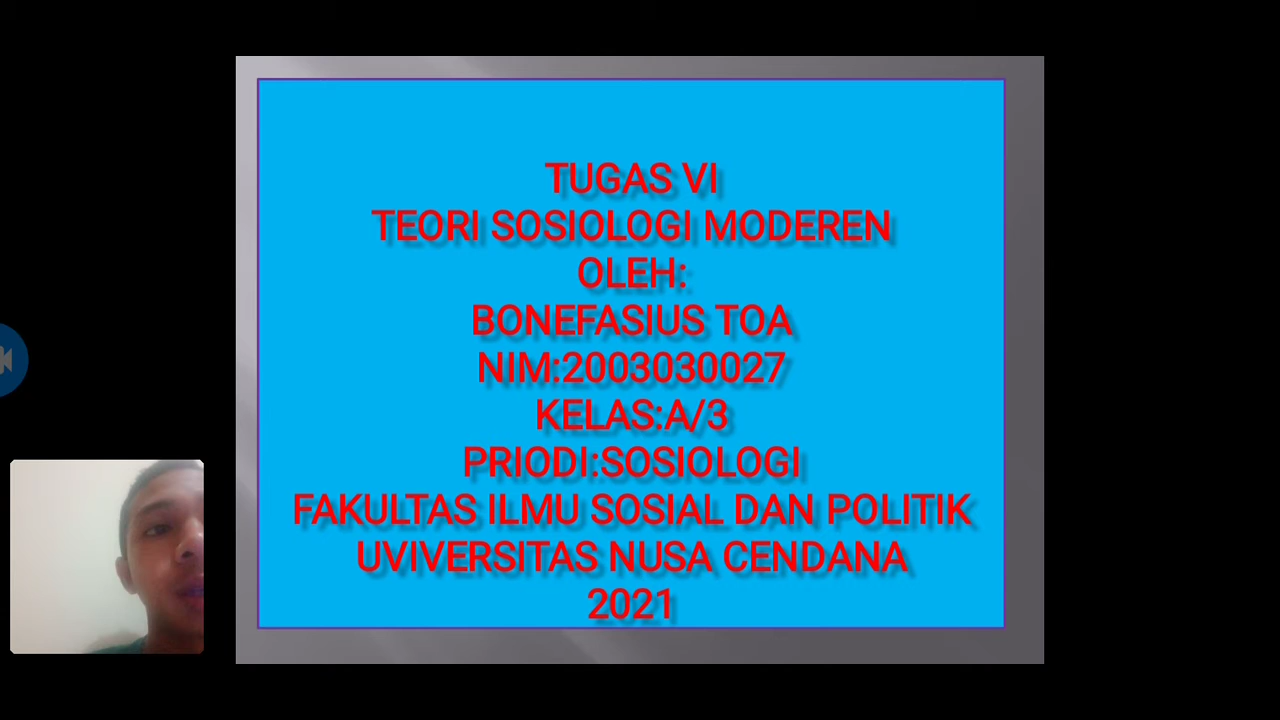 TUGAS VI
TEORI SOSIOLOGI MODEREN
OLEH:
BONEFASIUS TOA
NIM:2003030027
KELAS:A/3
PRIODI:SOSIOLOGI
FAKULTAS ILMU SOSIAL DAN POLITIK
UVIVERSITAS NUSA CENDANA
2021